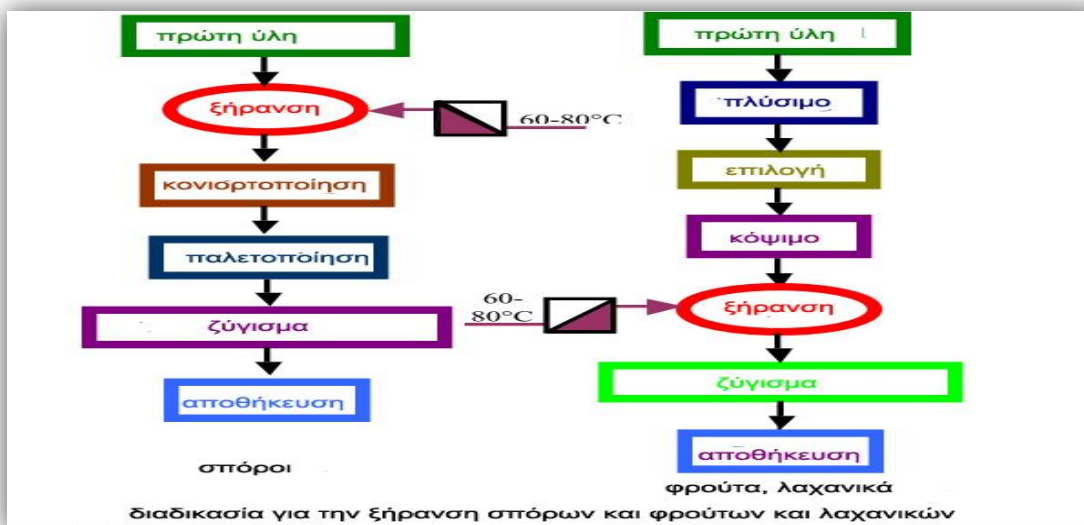 πρώτη ύλη
ξήρανση
60-80°C
κονισρτοποίηση
παλετοποίηση
ζύγισμα
αποθήκευση
σπόροι
πρώτη ύλη
πλύσιμο
επιλογή
κόψιμο
60-
80°C
ξήρανση
ζύγισμα
αποθήκευση
φρούτα, λαχανικά
διαδικασία για την ξήρανση σπόρων και φρούτων και λαχανικών